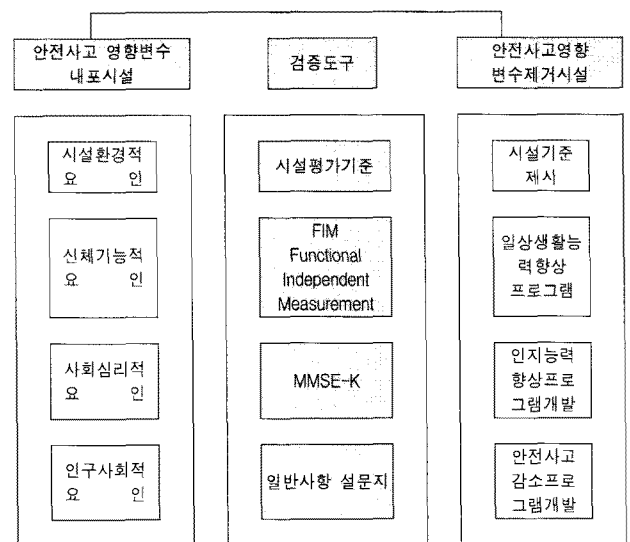 안전사고 영향변수
내포시설
검증도구
안전사고영향
변수제거시설
시설환경적
요 인
신체기능적
요 인
사회심리적
요 인
인구사회적
요 인
시설평가기준
FIM
Functional
Independent
Measurement
MMSE-K
일반사항 설문지
시설기준
제시
일상생활능
력향상
프로그램
인지능력
향상프로
그램개발
안전사고
감소프로
그램개발